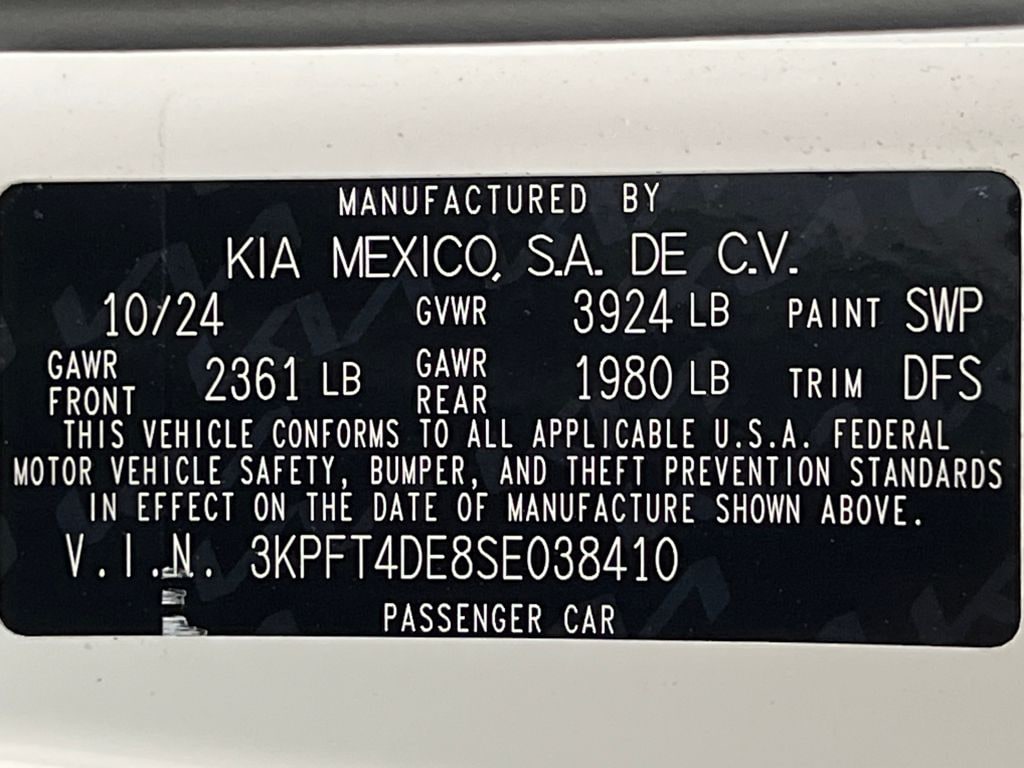 MANUFACTURED BY
KIA MEXICO, S.A. DE C.V.
10/24 GVWR 3924 LB PAINT SWP
GAWR FRONT 2361 LB GAWR REAR 1980 LB TRIM DFS
THIS VEHICLE CONFORMS TO ALL APPLICABLE U.S.A. FEDERAL
MOTOR VEHICLE SAFETY, BUMPER, AND THEFT PREVENTION STANDARDS
IN EFFECT ON THE DATE OF MANUFACTURE SHOWN ABOVE.
V.I.N. 3KPFT4DE8SE038410
PASSENGER CAR